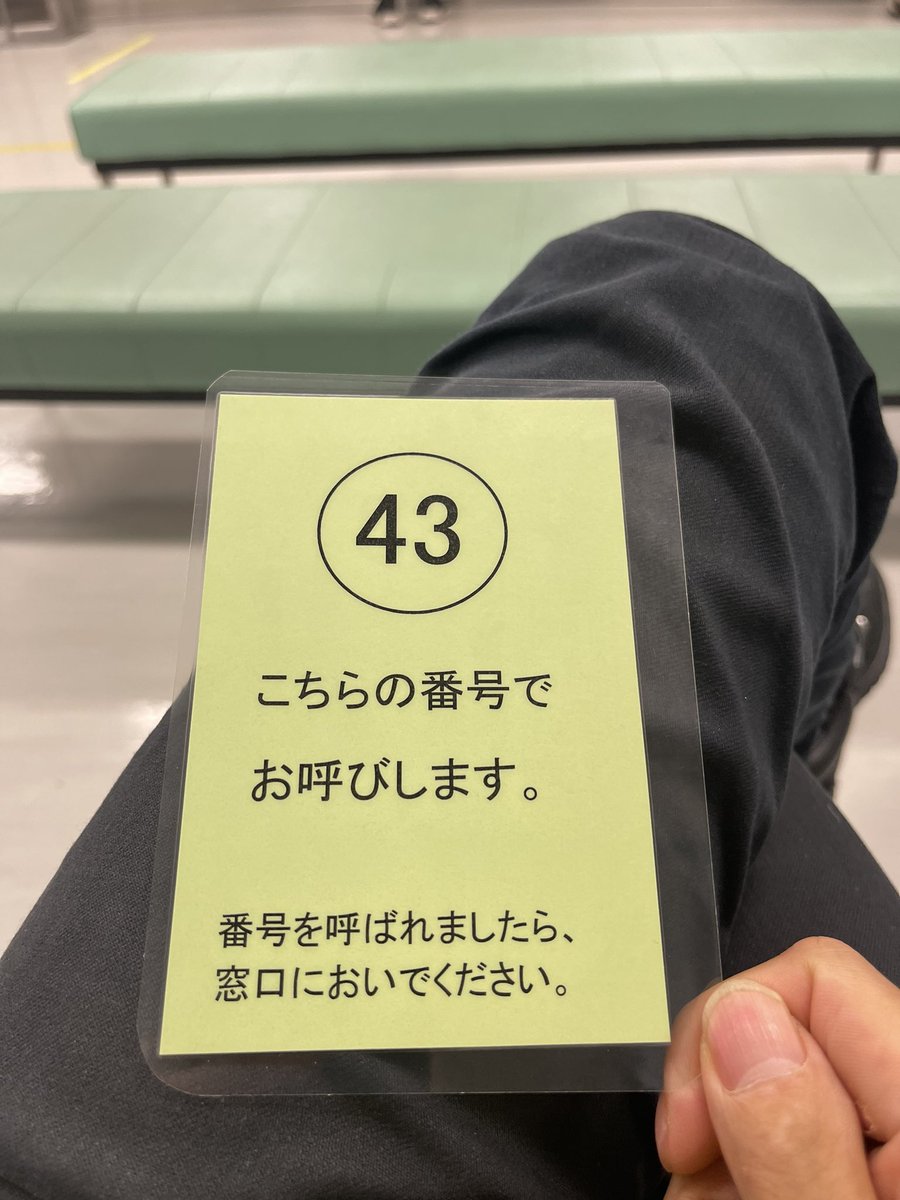 43
こちらの番号で
お呼びします。
番号を呼ばれましたら、
窓口においでください。